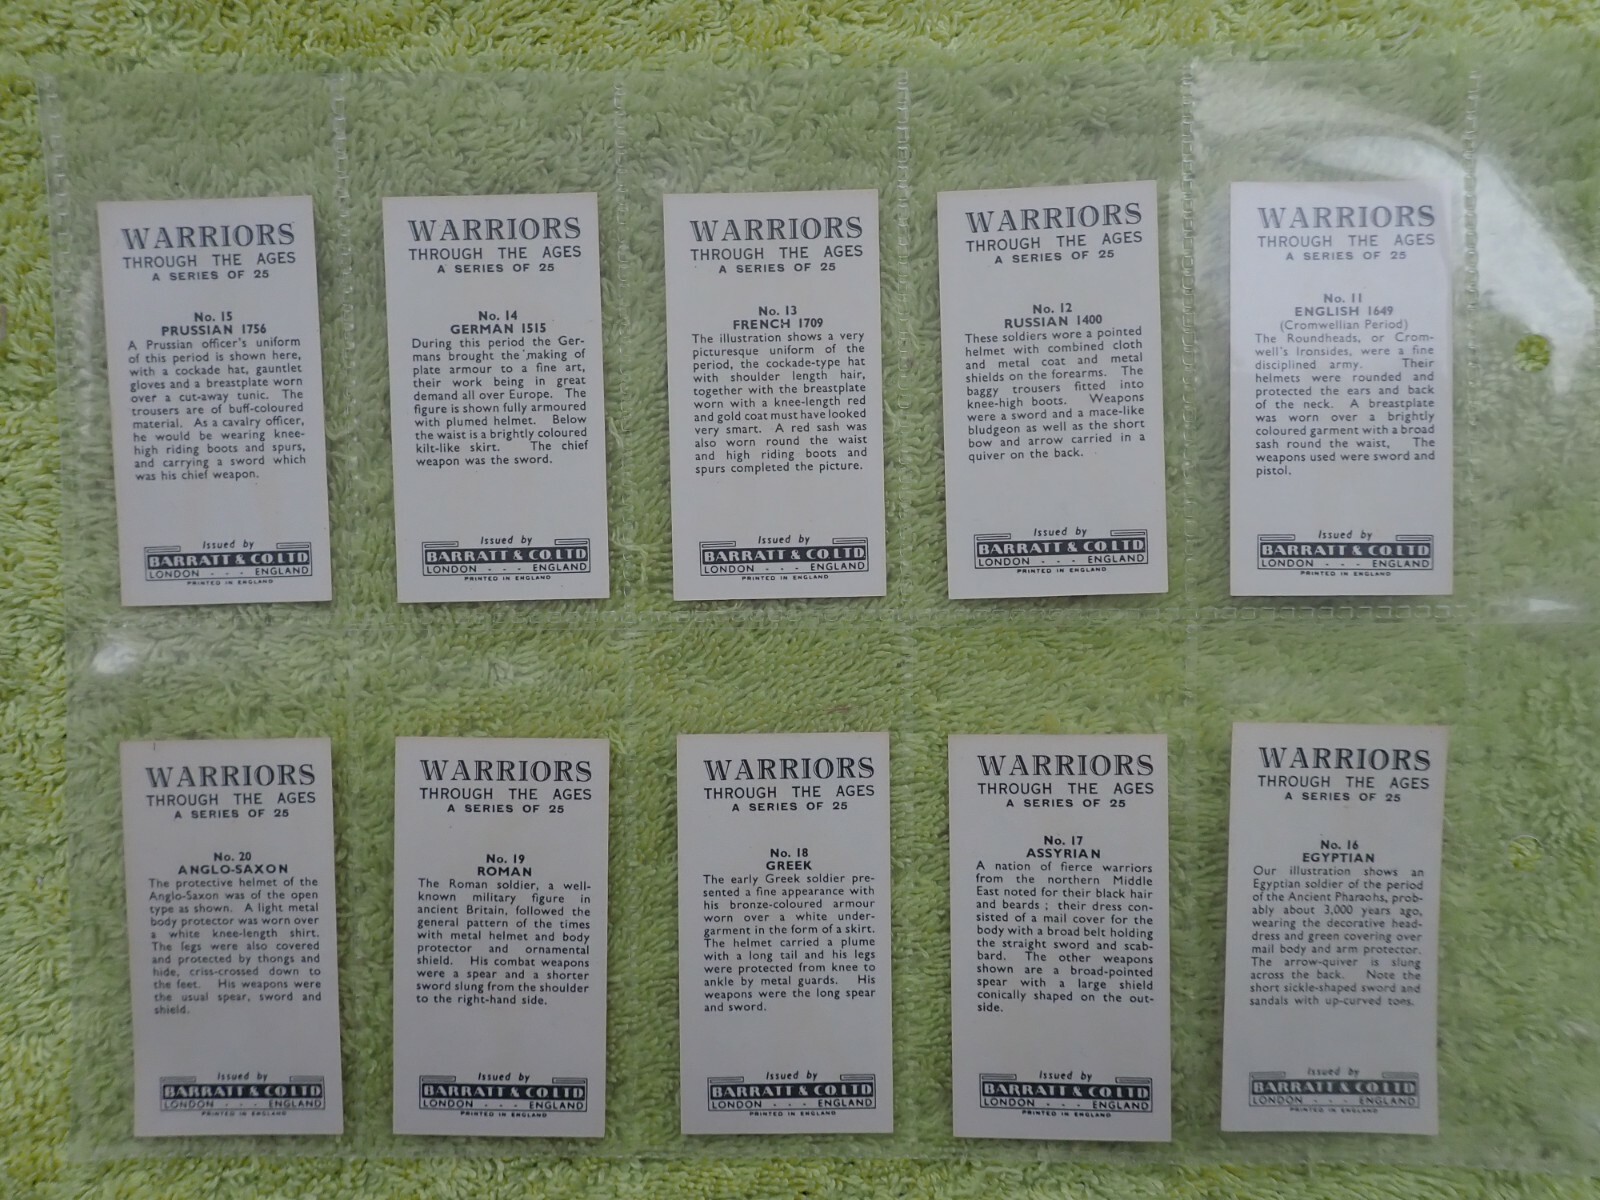 WARRIORS
THROUGH THE AGES
A SERIES OF 25
No. 15
PRUSSIAN 1756
A Prussian officer's uniform
of this period is shown here,
with a cockade hat, gauntlet
gloves and a breastplate worn
over a cut-away tunic. The
trousers are of buff-coloured
material. As a cavalry officer,
he would be wearing knee-
high riding boots and spurs,
and carrying a sword which
was his chief weapon.
Issued by
BARRATT & CO LTD
LONDON - - - ENGLAND
PRINTED IN ENGLAND
WARRIORS
THROUGH THE AGES
A SERIES OF 25
No. 14
GERMAN 1515
During this period the Ger-
mans brought the making of
plate armour to a fine art,
their work being in great
demand all over Europe. The
figure is shown fully armoured
with plumed helmet. Below
the waist is a brightly coloured
kilt-like skirt. The chief
weapon was the sword.
Issued by
BARRATT & CO LTD
LONDON - - - ENGLAND
PRINTED IN ENGLAND
WARRIORS
THROUGH THE AGES
A SERIES OF 25
No. 13
FRENCH 1709
The illustration shows a very
picturesque uniform of the
period, the cockade-type hat
with shoulder length hair,
together with the breastplate
worn with a knee-length red
and gold coat must have looked
very smart. A red sash was
also worn round the waist
and high riding boots and
spurs completed the picture.
Issued by
BARRATT & CO LTD
LONDON - - - ENGLAND
PRINTED IN ENGLAND
WARRIORS
THROUGH THE AGES
A SERIES OF 25
No. 12
RUSSIAN 1400
These soldiers wore a pointed
helmet with combined cloth
and metal coat and metal
shields on the forearms. The
baggy trousers fitted into
knee-high boots. Weapons
were a sword and a mace-like
bludgeon as well as the short
bow and arrow carried in a
quiver on the back.
Issued by
BARRATT & CO LTD
LONDON - - - ENGLAND
PRINTED IN ENGLAND
WARRIORS
THROUGH THE AGES
A SERIES OF 25
No. 11
ENGLISH 1649
(Cromwellian Period)
The Roundheads, or Crom-
well's Ironsides, were a fine
disciplined army. Their
helmets were rounded and
protected the ears and back
of the neck. A breastplate
was worn over a brightly
coloured garment with a broad
sash round the waist, The
weapons used were sword and
pistol.
Issued by
BARRATT & CO LTD
LONDON - - - ENGLAND
PRINTED IN ENGLAND
WARRIORS
THROUGH THE AGES
A SERIES OF 25
No. 20
ANGLO-SAXON
The protective helmet of the
Anglo-Saxon was of the open
type as shown. A light metal
body protector was worn over
a white knee-length shirt.
The legs were also covered
and protected by thongs and
hide, criss-crossed down to
the feet. His weapons were
the usual spear, sword and
shield.
Issued by
BARRATT & CO LTD
LONDON - - - ENGLAND
PRINTED IN ENGLAND
WARRIORS
THROUGH THE AGES
A SERIES OF 25
No. 19
ROMAN
The Roman soldier, a well-
known military figure in
ancient Britain, followed the
general pattern of the times
with metal helmet and body
protector and ornamental
shield. His combat weapons
were a spear and a shorter
sword slung from the shoulder
to the right-hand side.
Issued by
BARRATT & CO LTD
LONDON - - - ENGLAND
PRINTED IN ENGLAND
WARRIORS
THROUGH THE AGES
A SERIES OF 25
No. 18
GREEK
The early Greek soldier pre-
sented a fine appearance with
his bronze-coloured armour
worn over a white under-
garment in the form of a skirt.
The helmet carried a plume
with a long tail and his legs
were protected from knee to
ankle by metal guards. His
weapons were the long spear
and sword.
Issued by
BARRATT & CO LTD
LONDON - - - ENGLAND
PRINTED IN ENGLAND
WARRIORS
THROUGH THE AGES
A SERIES OF 25
No. 17
ASSYRIAN
A nation of fierce warriors
from the northern Middle
East noted for their black hair
and beards ; their dress con-
sisted of a mail cover for the
body with a broad belt holding
the straight sword and scab-
bard. The other weapons
shown are a broad-pointed
spear with a large shield
conically shaped on the out-
side.
Issued by
BARRATT & CO LTD
LONDON - - - ENGLAND
PRINTED IN ENGLAND
WARRIORS
THROUGH THE AGES
A SERIES OF 25
No. 16
EGYPTIAN
Our illustration shows an
Egyptian soldier of the period
of the Ancient Pharaohs, prob-
ably about 3,000 years ago,
wearing the decorative head-
dress and green covering over
mail body and arm protector.
The arrow-quiver is slung
across the back. Note the
short sickle-shaped sword and
sandals with up-curved toes.
Issued by
BARRATT & CO LTD
LONDON - - - ENGLAND
PRINTED IN ENGLAND